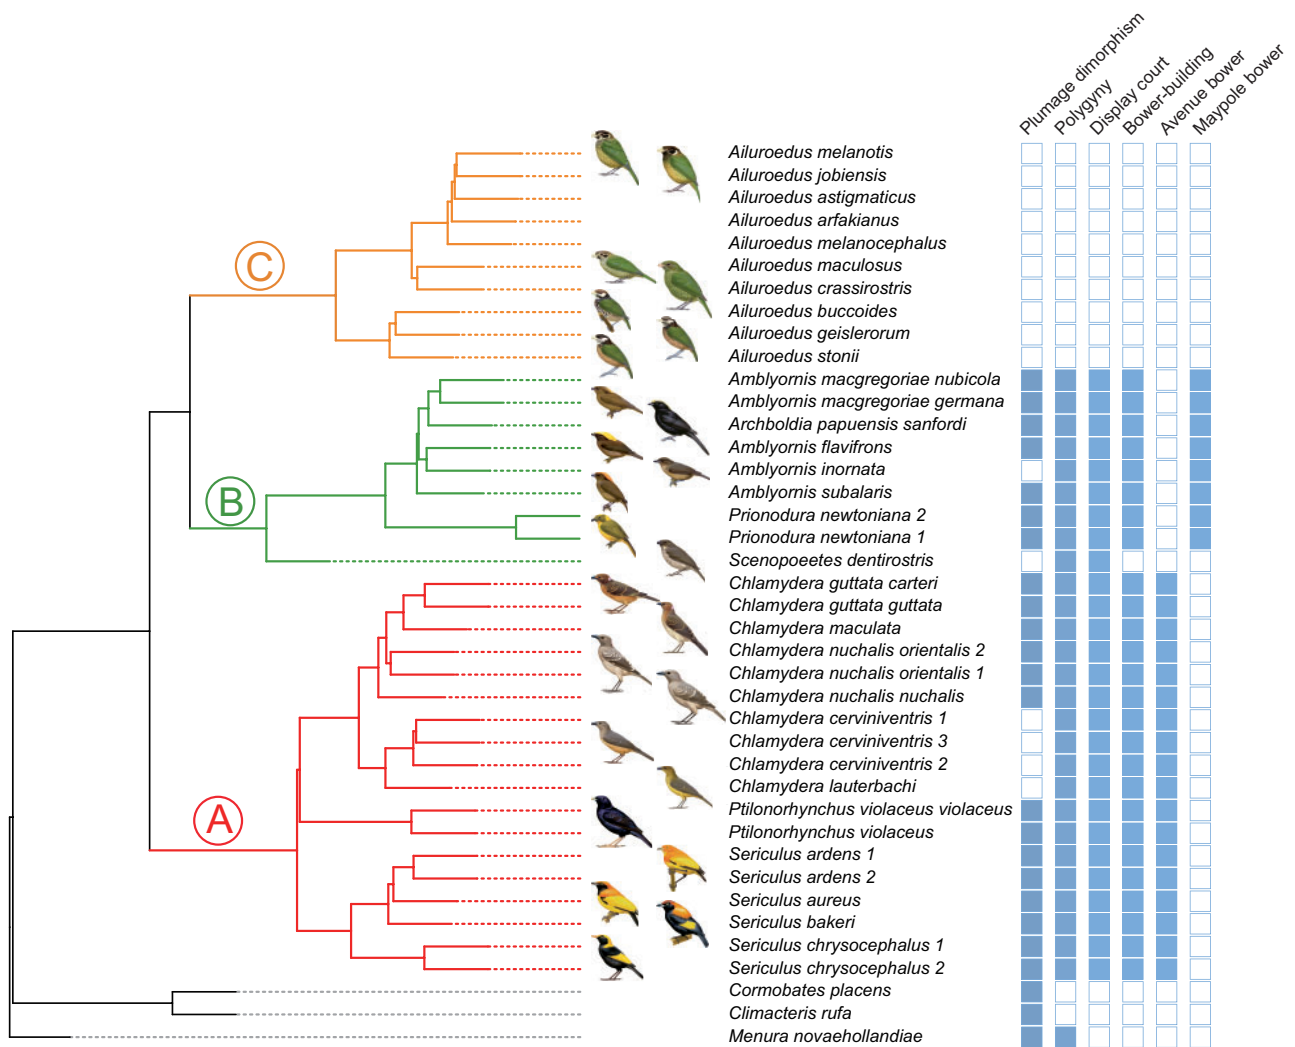 Plumage dimorphism
Polygyny
Display court
Bower-building
Avenue bower
Maypole bower
Ailuroedus melanotis
Ailuroedus jobiensis
Ailuroedus astigmaticus
Ailuroedus arfakianus
Ailuroedus melanocephalus
C
Ailuroedus maculosus
Ailuroedus crassirostris
Ailuroedus buccoides
Ailuroedus geislerorum
Ailuroedus stonii
Amblyornis macgregoriae nubicola
Amblyornis macgregoriae germana
Archboldia papuensis sanfordi
Amblyornis flavifrons
Amblyornis inornata
Amblyornis subalaris
B
Prionodura newtoniana 2
Prionodura newtoniana 1
Scenopoeetes dentirostris
Chlamydera guttata carteri
Chlamydera guttata guttata
Chlamydera maculata
Chlamydera nuchalis orientalis 2
Chlamydera nuchalis orientalis 1
Chlamydera nuchalis nuchalis
Chlamydera cerviniventris 1
Chlamydera cerviniventris 3
Chlamydera cerviniventris 2
Chlamydera lauterbachi
Ptilonorhynchus violaceus violaceus
A
Ptilonorhynchus violaceus
Sericulus ardens 1
Sericulus ardens 2
Sericulus aureus
Sericulus bakeri
Sericulus chrysocephalus 1
Sericulus chrysocephalus 2
Cormobates placens
Climacteris rufa
Menura novaehollandiae